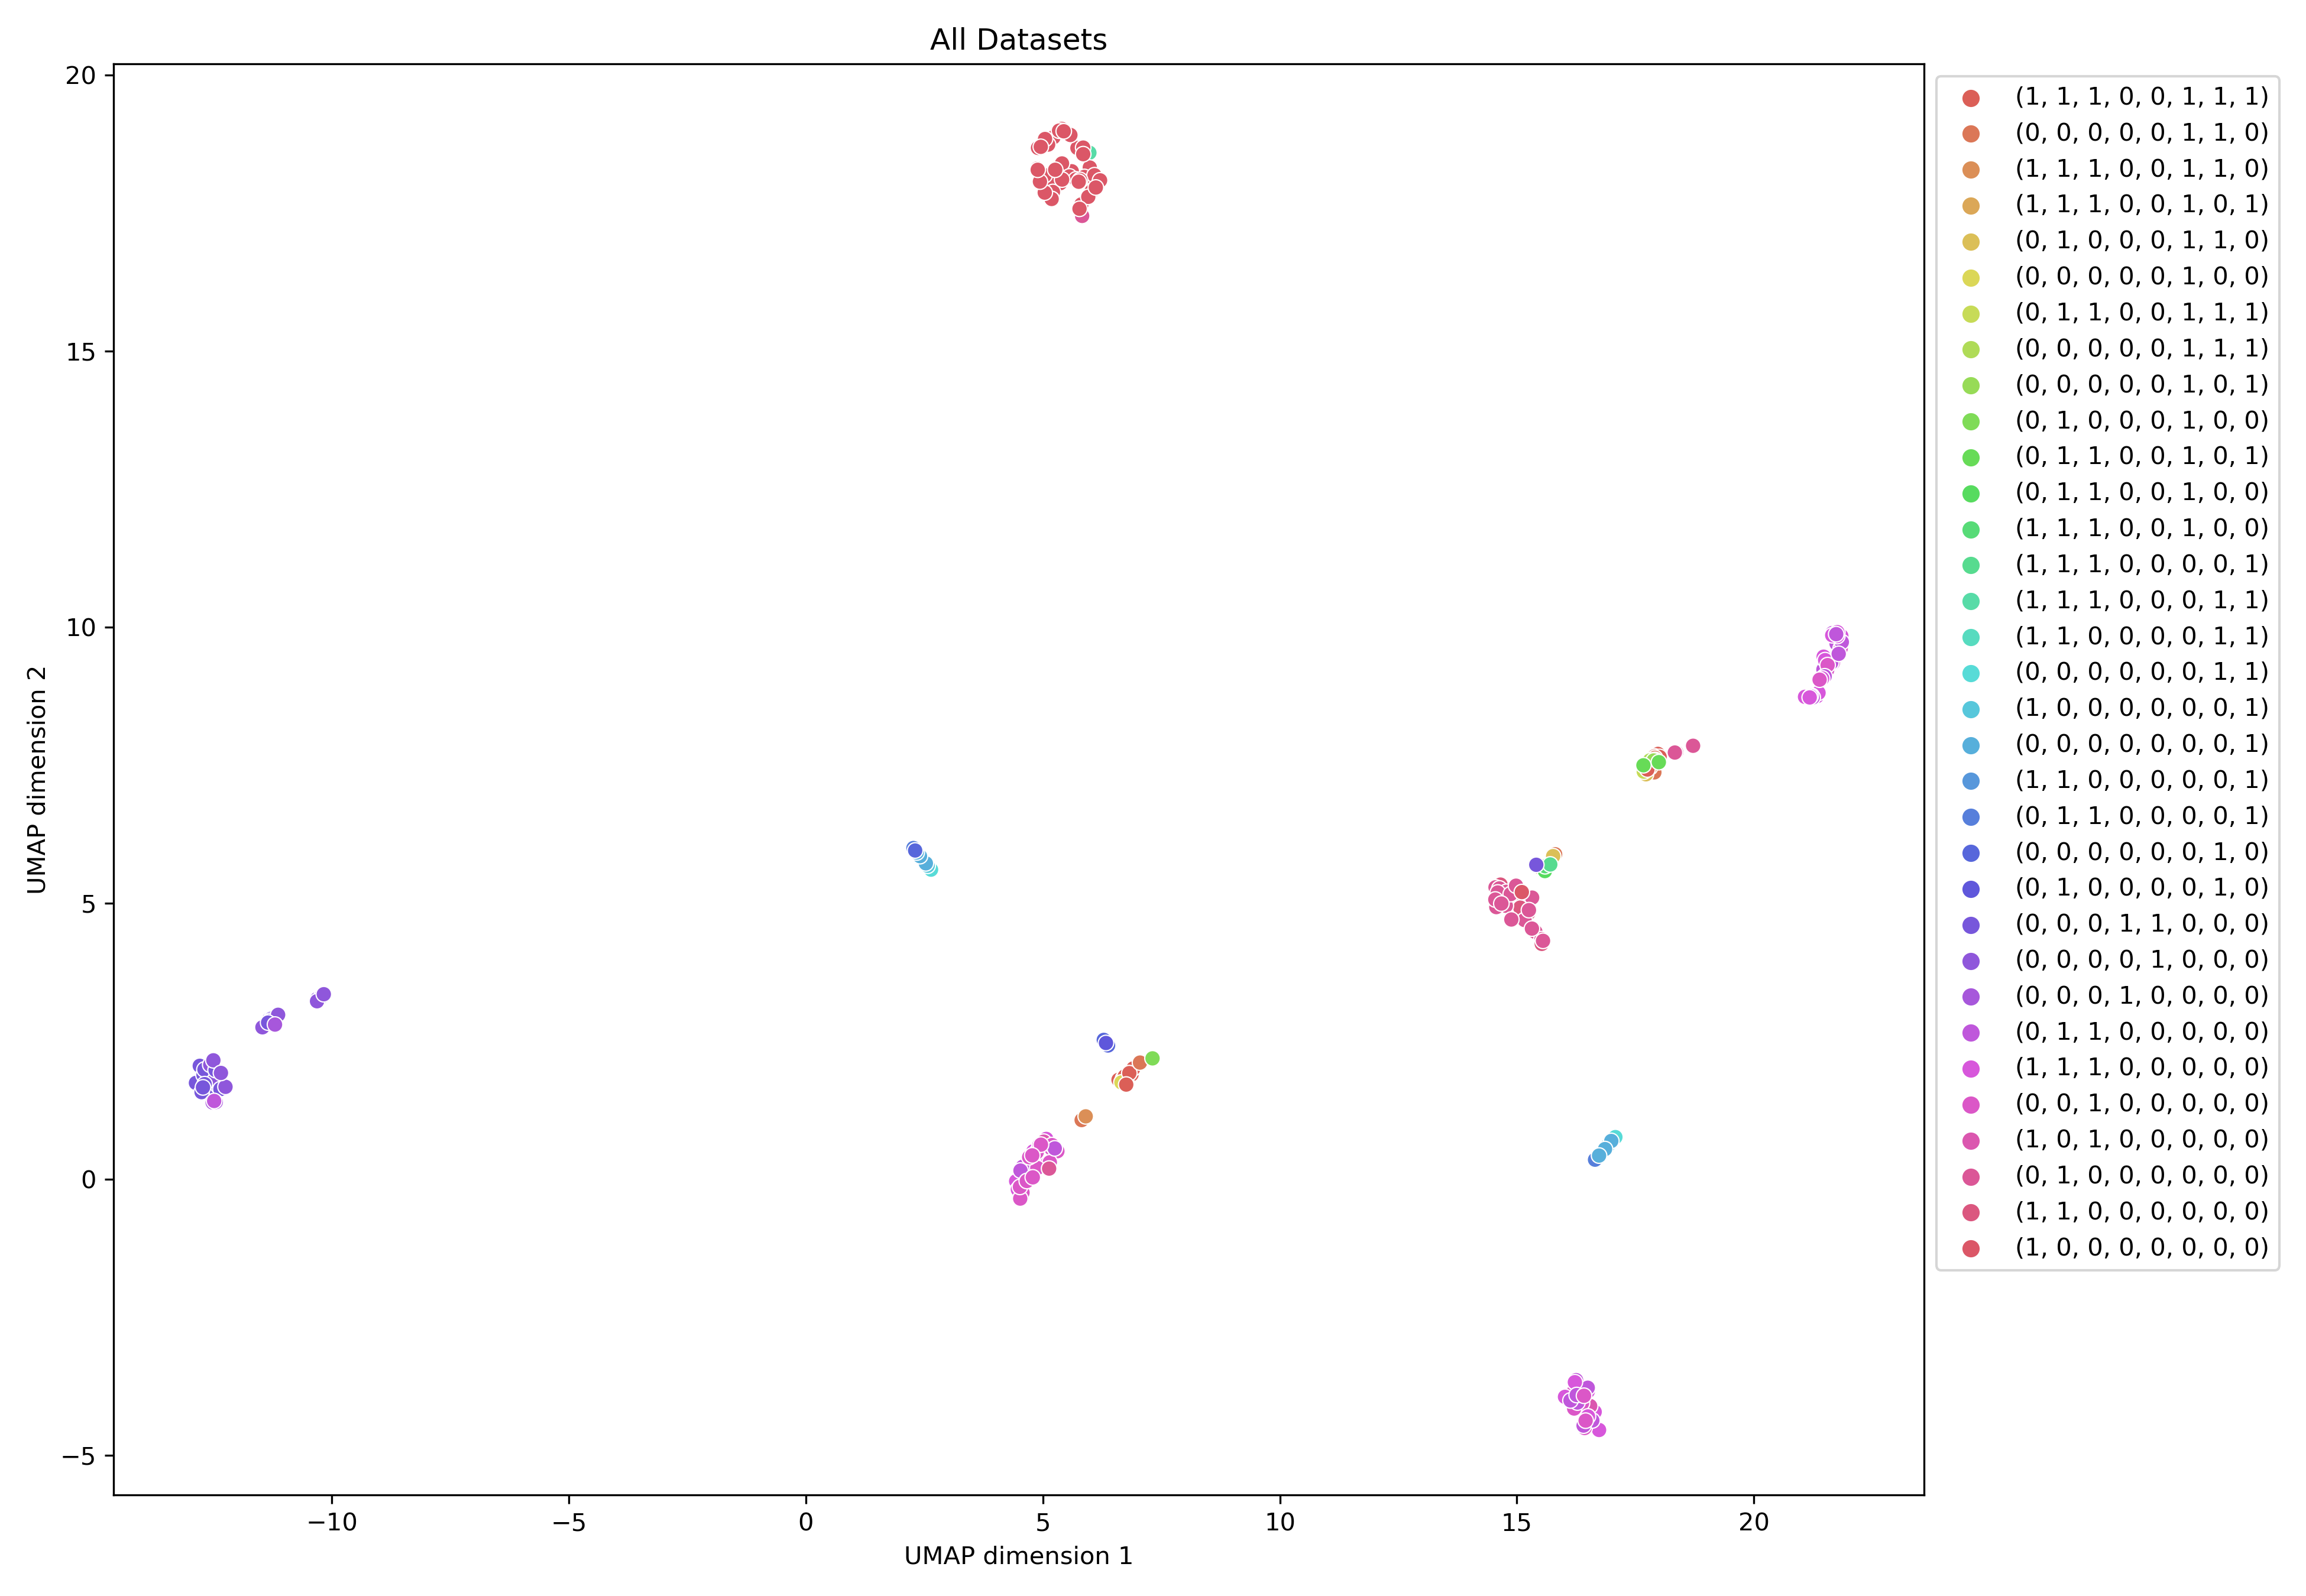 All Datasets
20
15
10
5
0
−5
UMAP dimension 2
−10
−5
0
5
10
15
20
UMAP dimension 1
(1, 1, 1, 0, 0, 1, 1, 1)
(0, 0, 0, 0, 0, 1, 1, 0)
(1, 1, 1, 0, 0, 1, 1, 0)
(1, 1, 1, 0, 0, 1, 0, 1)
(0, 1, 0, 0, 0, 1, 1, 0)
(0, 0, 0, 0, 0, 1, 0, 0)
(0, 1, 1, 0, 0, 1, 1, 1)
(0, 0, 0, 0, 0, 1, 1, 1)
(0, 0, 0, 0, 0, 1, 0, 1)
(0, 1, 0, 0, 0, 1, 0, 0)
(0, 1, 1, 0, 0, 1, 0, 1)
(0, 1, 1, 0, 0, 1, 0, 0)
(1, 1, 1, 0, 0, 1, 0, 0)
(1, 1, 1, 0, 0, 0, 0, 1)
(1, 1, 1, 0, 0, 0, 1, 1)
(1, 1, 0, 0, 0, 0, 1, 1)
(0, 0, 0, 0, 0, 0, 1, 1)
(1, 0, 0, 0, 0, 0, 0, 1)
(0, 0, 0, 0, 0, 0, 0, 1)
(1, 1, 0, 0, 0, 0, 0, 1)
(0, 1, 1, 0, 0, 0, 0, 1)
(0, 0, 0, 0, 0, 0, 1, 0)
(0, 1, 0, 0, 0, 0, 1, 0)
(0, 0, 0, 1, 1, 0, 0, 0)
(0, 0, 0, 0, 1, 0, 0, 0)
(0, 0, 0, 1, 0, 0, 0, 0)
(0, 1, 1, 0, 0, 0, 0, 0)
(1, 1, 1, 0, 0, 0, 0, 0)
(0, 0, 1, 0, 0, 0, 0, 0)
(1, 0, 1, 0, 0, 0, 0, 0)
(0, 1, 0, 0, 0, 0, 0, 0)
(1, 1, 0, 0, 0, 0, 0, 0)
(1, 0, 0, 0, 0, 0, 0, 0)